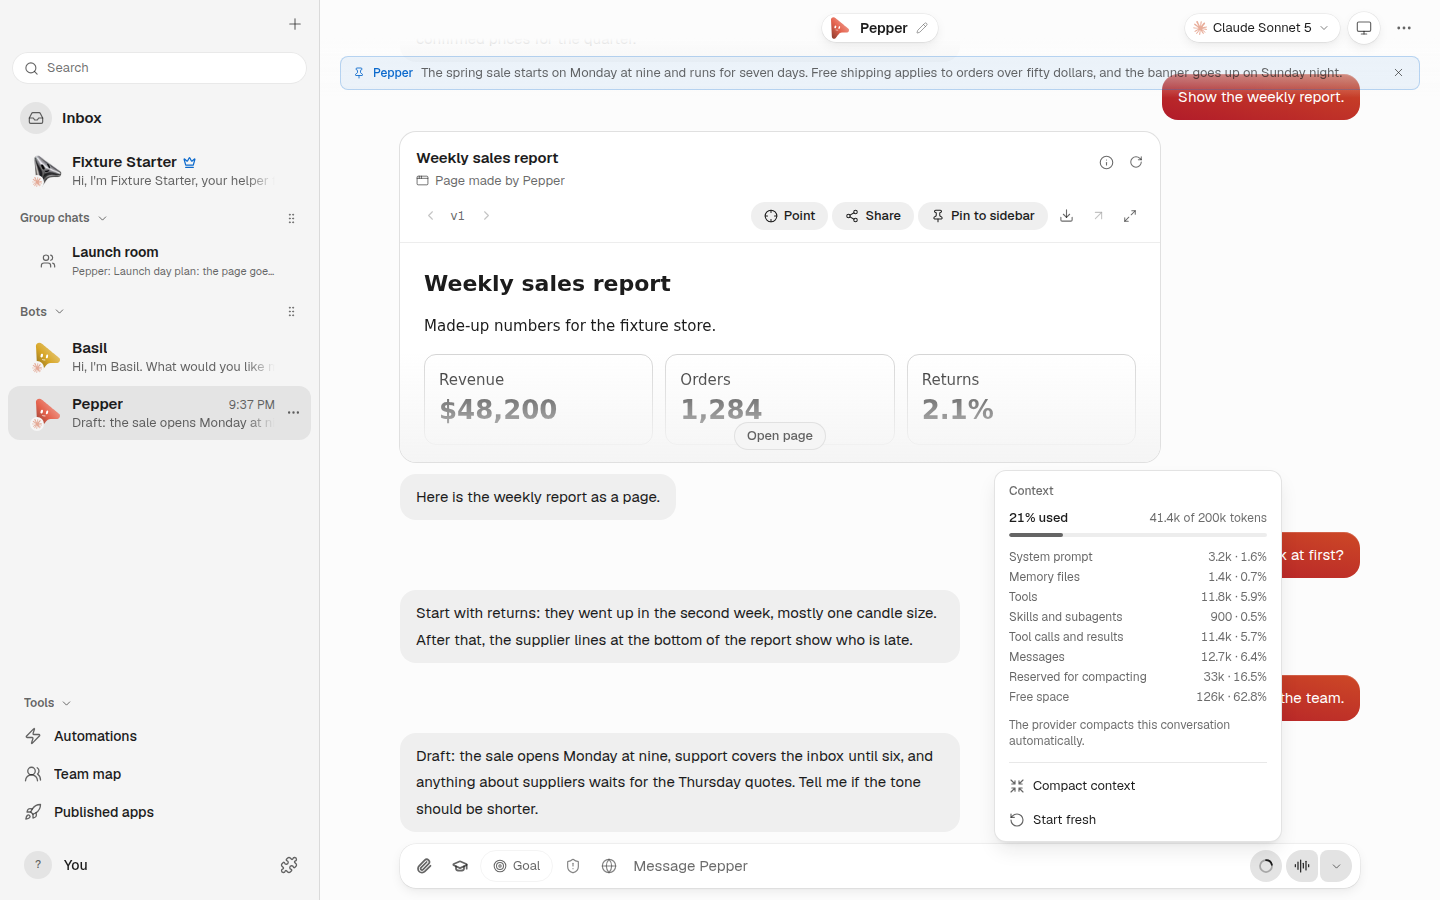 Search
Inbox
Fixture Starter
Hi, I'm Fixture Starter, your helper
Group chats
Launch room
Pepper: Launch day plan: the page goe...
Bots
Basil
Hi, I'm Basil. What would you like
Pepper
9:37 PM
Draft: the sale opens Monday at
Tools
Automations
Team map
Published apps
? You
Pepper
Claude Sonnet 5
confirmed prices for the quarter.
Pepper The spring sale starts on Monday at nine and runs for seven days. Free shipping applies to orders over fifty dollars, and the banner goes up on Sunday night.
Show the weekly report.
Weekly sales report
Page made by Pepper
v1
Point
Share
Pin to sidebar
Weekly sales report
Made-up numbers for the fixture store.
Revenue
$48,200
Orders
1,284
Returns
2.1%
Open page
Here is the weekly report as a page.
at first?
Start with returns: they went up in the second week, mostly one candle size.
After that, the supplier lines at the bottom of the report show who is late.
the team.
Draft: the sale opens Monday at nine, support covers the inbox until six, and
anything about suppliers waits for the Thursday quotes. Tell me if the tone
should be shorter.
Context
21% used
41.4k of 200k tokens
System prompt 3.2k · 1.6%
Memory files 1.4k · 0.7%
Tools 11.8k · 5.9%
Skills and subagents 900 · 0.5%
Tool calls and results 11.4k · 5.7%
Messages 12.7k · 6.4%
Reserved for compacting 33k · 16.5%
Free space 126k · 62.8%
The provider compacts this conversation
automatically.
Compact context
Start fresh
Goal
Message Pepper